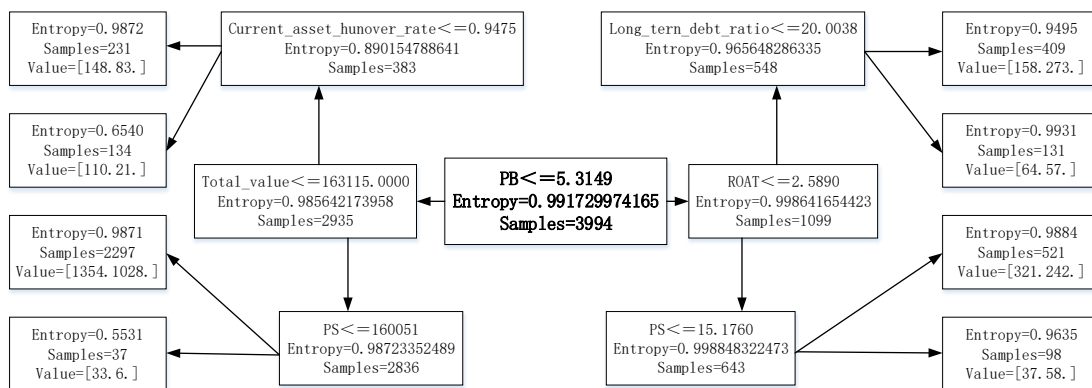 Entropy=0.9872
Samples=231
Value=[148.83.]
Current_asset_hunover_rate<=0.9475
Entropy=0.890154788641
Samples=383
Long_tern_debt_ratio<=20.0038
Entropy=0.965648286335
Samples=548
Entropy=0.9495
Samples=409
Value=[158.273.]
Entropy=0.6540
Samples=134
Value=[110.21.]
Entropy=0.9931
Samples=131
Value=[64.57.]
Total_value<=163115.0000
Entropy=0.985642173958
Samples=2935
PB<=5.3149
Entropy=0.991729974165
Samples=3994
ROAT<=2.5890
Entropy=0.998641654423
Samples=1099
Entropy=0.9871
Samples=2297
Value=[1354.1028.]
Entropy=0.9884
Samples=521
Value=[321.242.]
Entropy=0.5531
Samples=37
Value=[33.6.]
PS<=160051
Entropy=0.98723352489
Samples=2836
PS<=15.1760
Entropy=0.998848322473
Samples=643
Entropy=0.9635
Samples=98
Value=[37.58.]